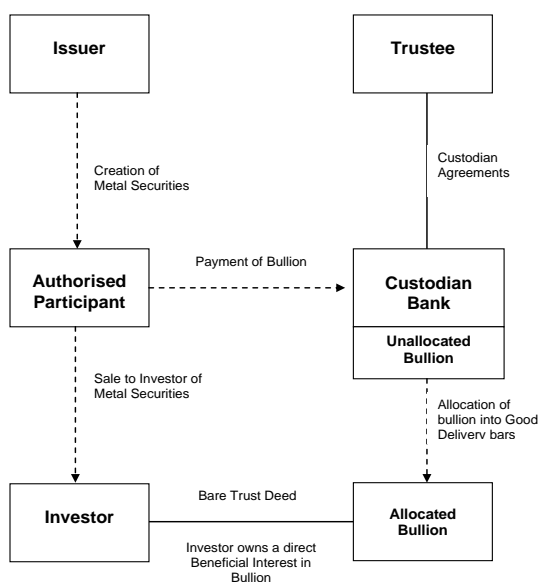 Issuer
Trustee
Creation of
Metal Securities
Custodian
Agreements
Authorised
Participant
Payment of Bullion
Custodian
Bank
Unallocated
Bullion
Sale to Investor of
Metal Securities
Allocation of
bullion into Good
Delivery bars
Investor
Bare Trust Deed
Investor owns a direct
Beneficial Interest in
Bullion
Allocated
Bullion